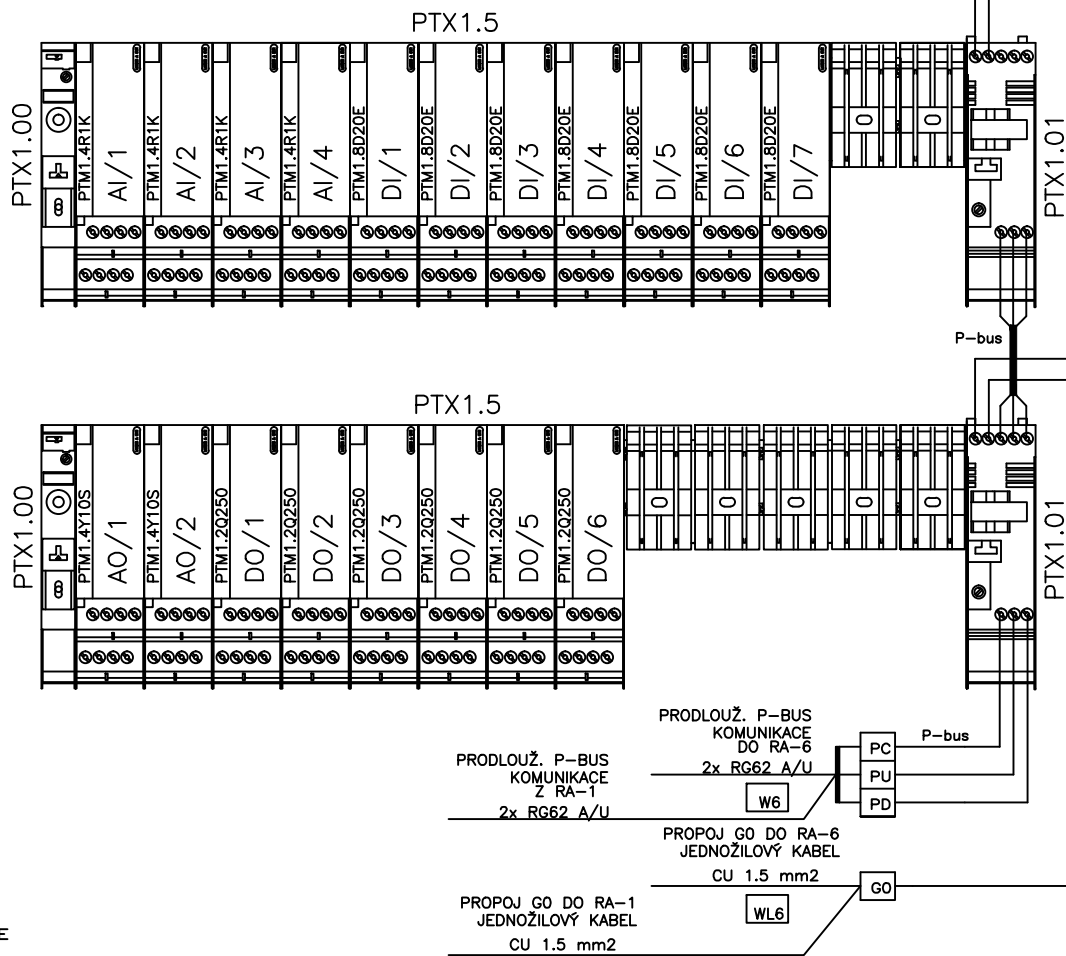 PTX1.5
PTX1.00
PTM1.4R1K
AI/1
PTM1.4R1K
AI/2
PTM1.4R1K
AI/3
PTM1.4R1K
AI/4
PTM1.8D20E
DI/1
PTM1.8D20E
DI/2
PTM1.8D20E
DI/3
PTM1.8D20E
DI/4
PTM1.8D20E
DI/5
PTM1.8D20E
DI/6
PTM1.8D20E
DI/7
PTX1.01
P-bus
PTX1.5
PTX1.00
PTM1.4Y10S
AO/1
PTM1.4Y10S
AO/2
PTM1.2Q250
DO/1
PTM1.2Q250
DO/2
PTM1.2Q250
DO/3
PTM1.2Q250
DO/4
PTM1.2Q250
DO/5
PTM1.2Q250
DO/6
PTX1.01
PRODLOUŽ. P-BUS
KOMUNIKACE
DO RA-6
2x RG62 A/U
W6
PRODLOUŽ. P-BUS
KOMUNIKACE
Z RA-1
2x RG62 A/U
PC
PU
PD
P-bus
PROPOJ G0 DO RA-6
JEDNOŽILOVÝ KABEL
CU 1.5 mm2
WL6
G0
PROPOJ G0 DO RA-1
JEDNOŽILOVÝ KABEL
CU 1.5 mm2
E